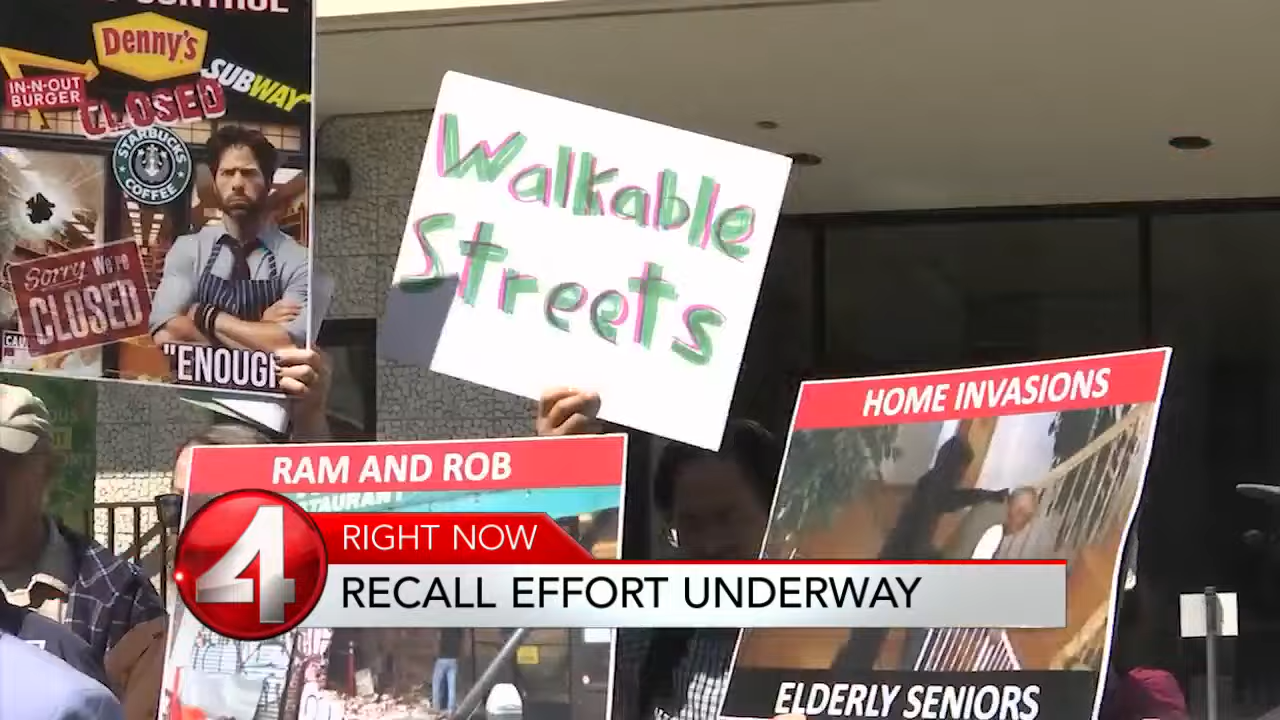 CONTROL
Denny's
SUBWAY
IN-N-OUT
BURGER
CLOSED
STARBUCKS
COFFEE
Sorry We're
CLOSED
"ENOUGH
Walkable
Streets
RAM AND ROB
HOME INVASIONS
4
RIGHT NOW
RECALL EFFORT UNDERWAY
ELDERLY SENIORS